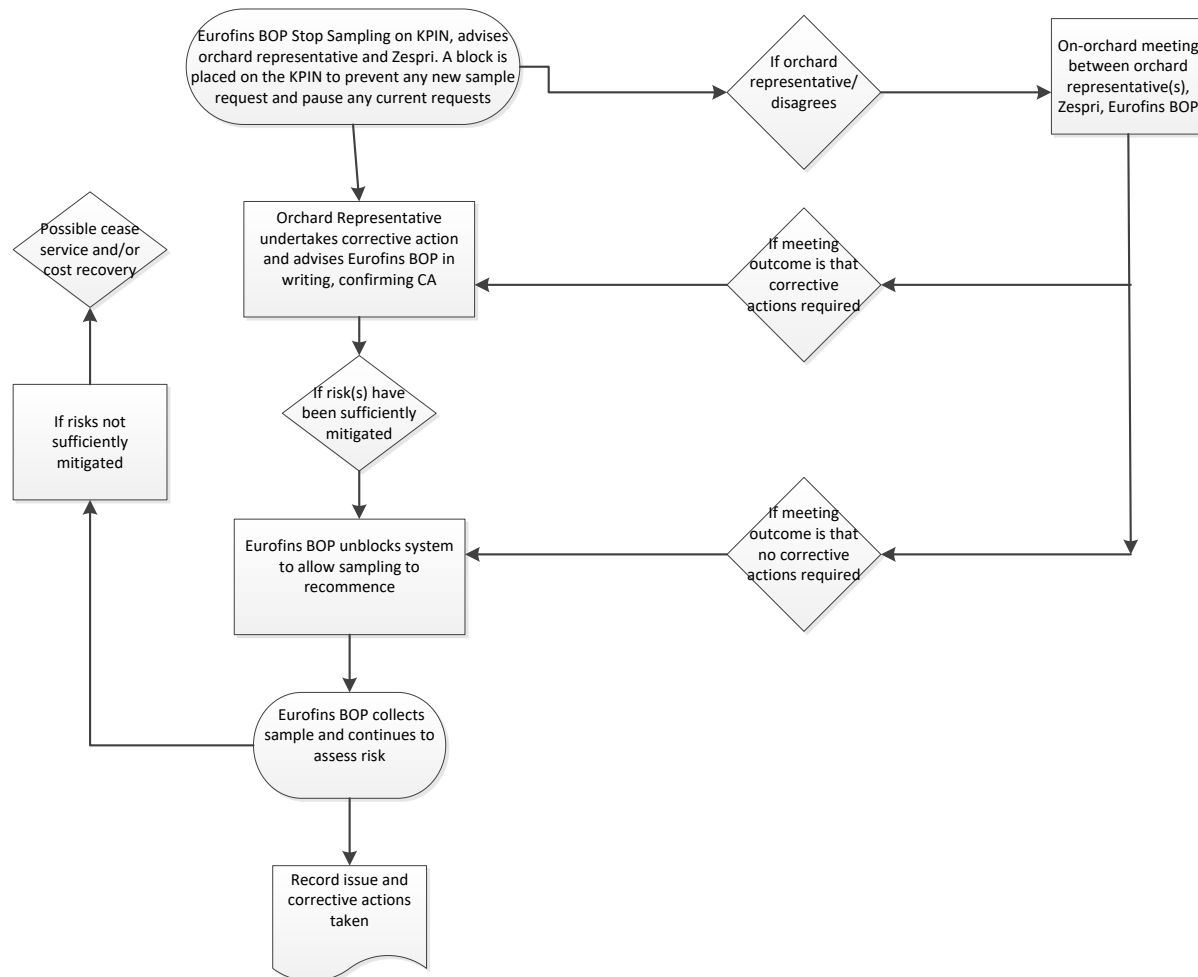 Eurofins BOP Stop Sampling on KPIN, advises
orchard representative and Zespri. A block is
placed on the KPIN to prevent any new sample
request and pause any current requests
If orchard
representative/
disagrees
On-orchard meeting
between orchard
representative(s),
Zespri, Eurofins BOP
Possible cease
service and/or
cost recovery
Orchard Representative
undertakes corrective action
and advises Eurofins BOP in
writing, confirming CA
If meeting
outcome is that
corrective
actions required
If risks not
sufficiently
mitigated
If risk(s) have
been sufficiently
mitigated
Eurofins BOP unblocks system
to allow sampling to
recommence
If meeting
outcome is that
no corrective
actions required
Eurofins BOP collects
sample and continues to
assess risk
Record issue and
corrective actions
taken